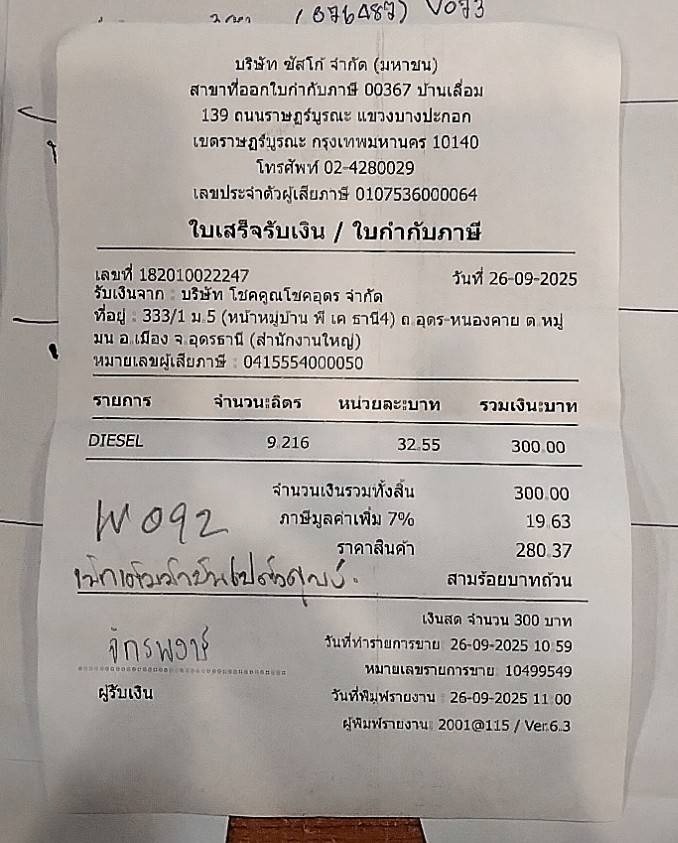 (076487) V073
บริษัท ซัสโก้ จำกัด (มหาชน)
สาขาที่ออกใบกำกับภาษี 00367 บ้านเลื่อม
139 ถนนราษฎร์บูรณะ แขวงบางปะกอก
เขตราษฎร์บูรณะ กรุงเทพมหานคร 10140
โทรศัพท์ 02-4280029
เลขประจำตัวผู้เสียภาษี 0107536000064
ใบเสร็จรับเงิน / ใบกำกับภาษี
เลขที่ 182010022247 วันที่ 26-09-2025
รับเงินจาก : บริษัท โชคคูณโชคอุดร จำกัด
ที่อยู่ : 333/1 ม.5 (หน้าหมู่บ้าน พี เค ธานี4) ถ.อุดร-หนองคาย ต.หมู
มน อ.เมือง จ.อุดรธานี (สำนักงานใหญ่)
หมายเลขผู้เสียภาษี : 0415554000050
รายการ จำนวน:ลิตร หน่วยละ:บาท รวมเงิน:บาท
DIESEL 9.216 32.55 300.00
จำนวนเงินรวมทั้งสิ้น 300.00
ภาษีมูลค่าเพิ่ม 7% 19.63
ราคาสินค้า 280.37
W092
สามร้อยบาทถ้วน
เงินสด จำนวน 300 บาท
วันที่ทำรายการขาย 26-09-2025 10:59
หมายเลขรายการขาย 10499549
วันที่พิมพ์รายงาน : 26-09-2025 11:00
ผู้พิมพ์รายงาน: 2001@115 / Ver.6.3
จักรพงษ์
ผู้รับเงิน